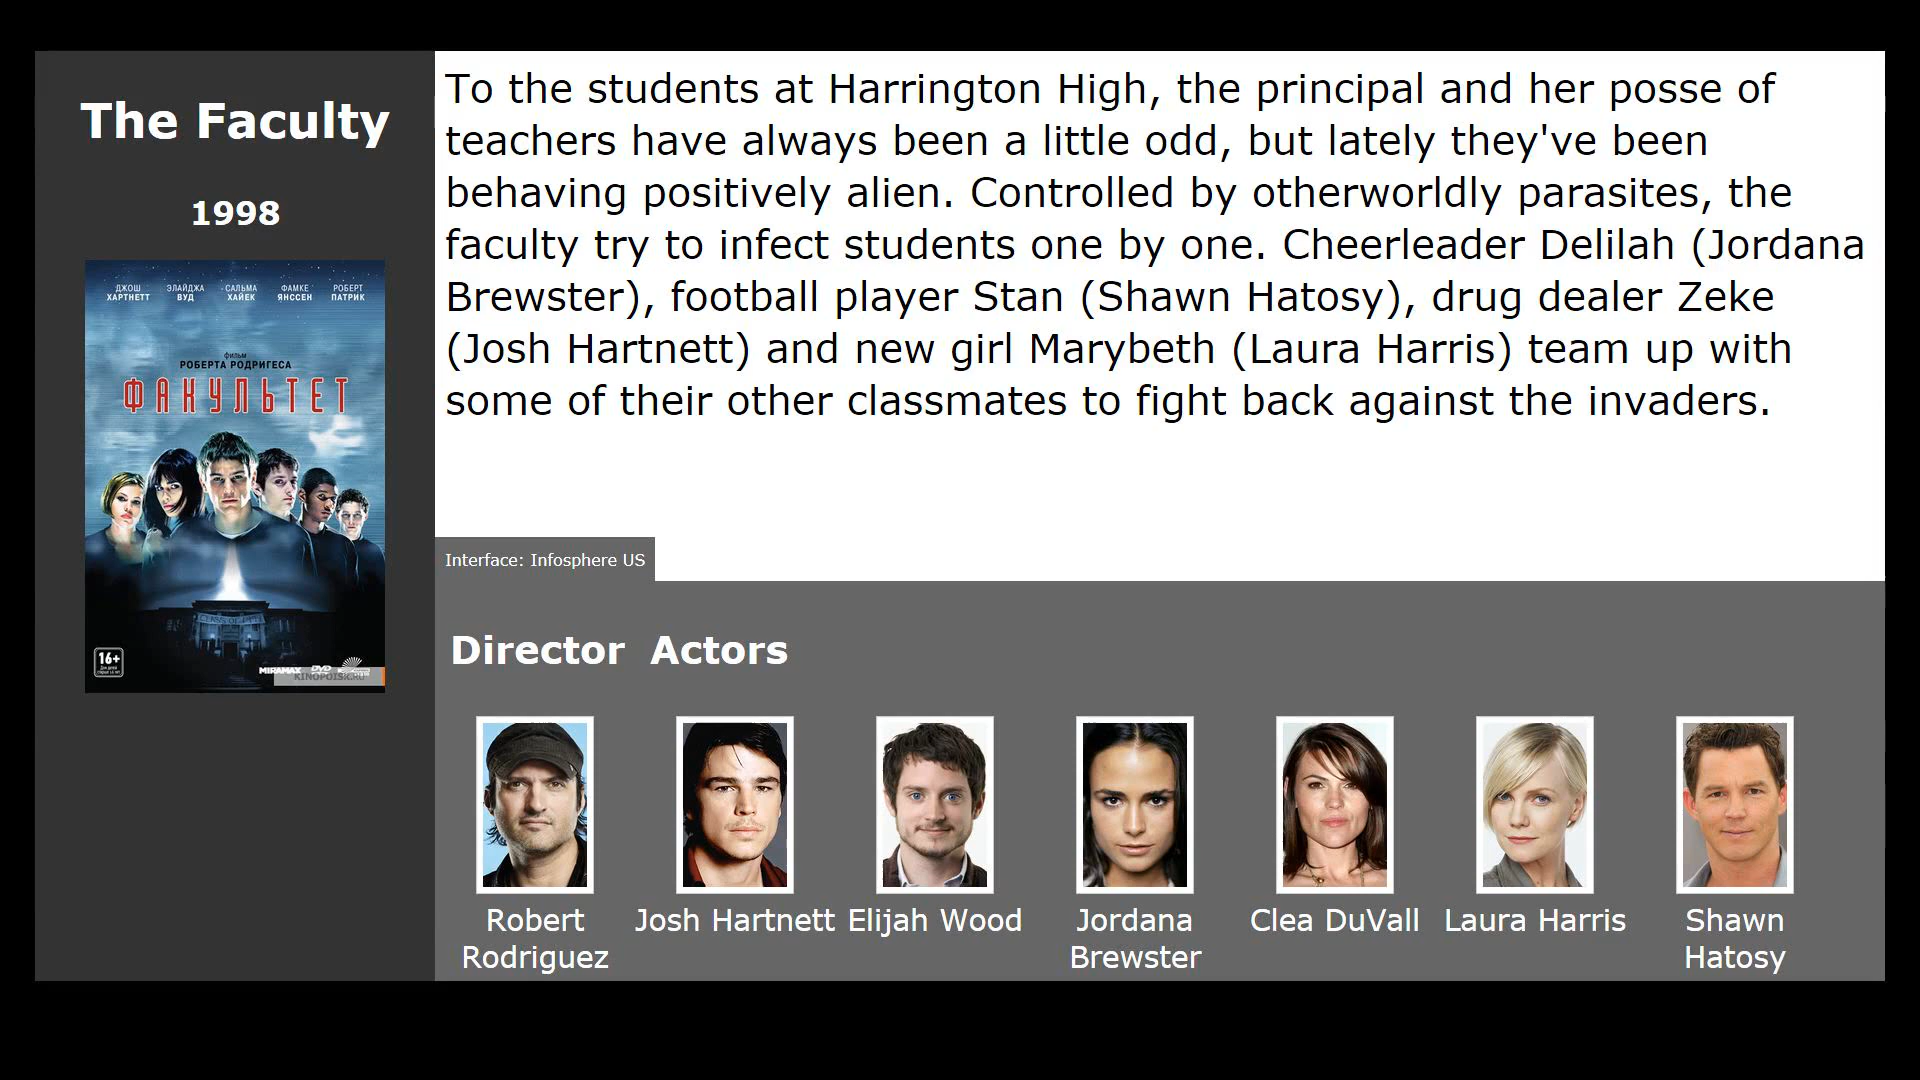 The Faculty
1998
ДЖОШ ХАРТНЕТТ
ЭЛАЙДЖА ВУД
САЛЬМА ХАЙЕК
ФАМКЕ ЯНССЕН
РОБЕРТ ПАТРИК
ФИЛЬМ
РОБЕРТА РОДРИГЕСА
ФАКУЛЬТЕТ
16+
MIRAMAX
DVD
KINOPOISK.RU
To the students at Harrington High, the principal and her posse of
teachers have always been a little odd, but lately they've been
behaving positively alien. Controlled by otherworldly parasites, the
faculty try to infect students one by one. Cheerleader Delilah (Jordana
Brewster), football player Stan (Shawn Hatosy), drug dealer Zeke
(Josh Hartnett) and new girl Marybeth (Laura Harris) team up with
some of their other classmates to fight back against the invaders.
Interface: Infosphere US
Director Actors
Robert
Rodriguez
Josh Hartnett
Elijah Wood
Jordana
Brewster
Clea DuVall
Laura Harris
Shawn
Hatosy